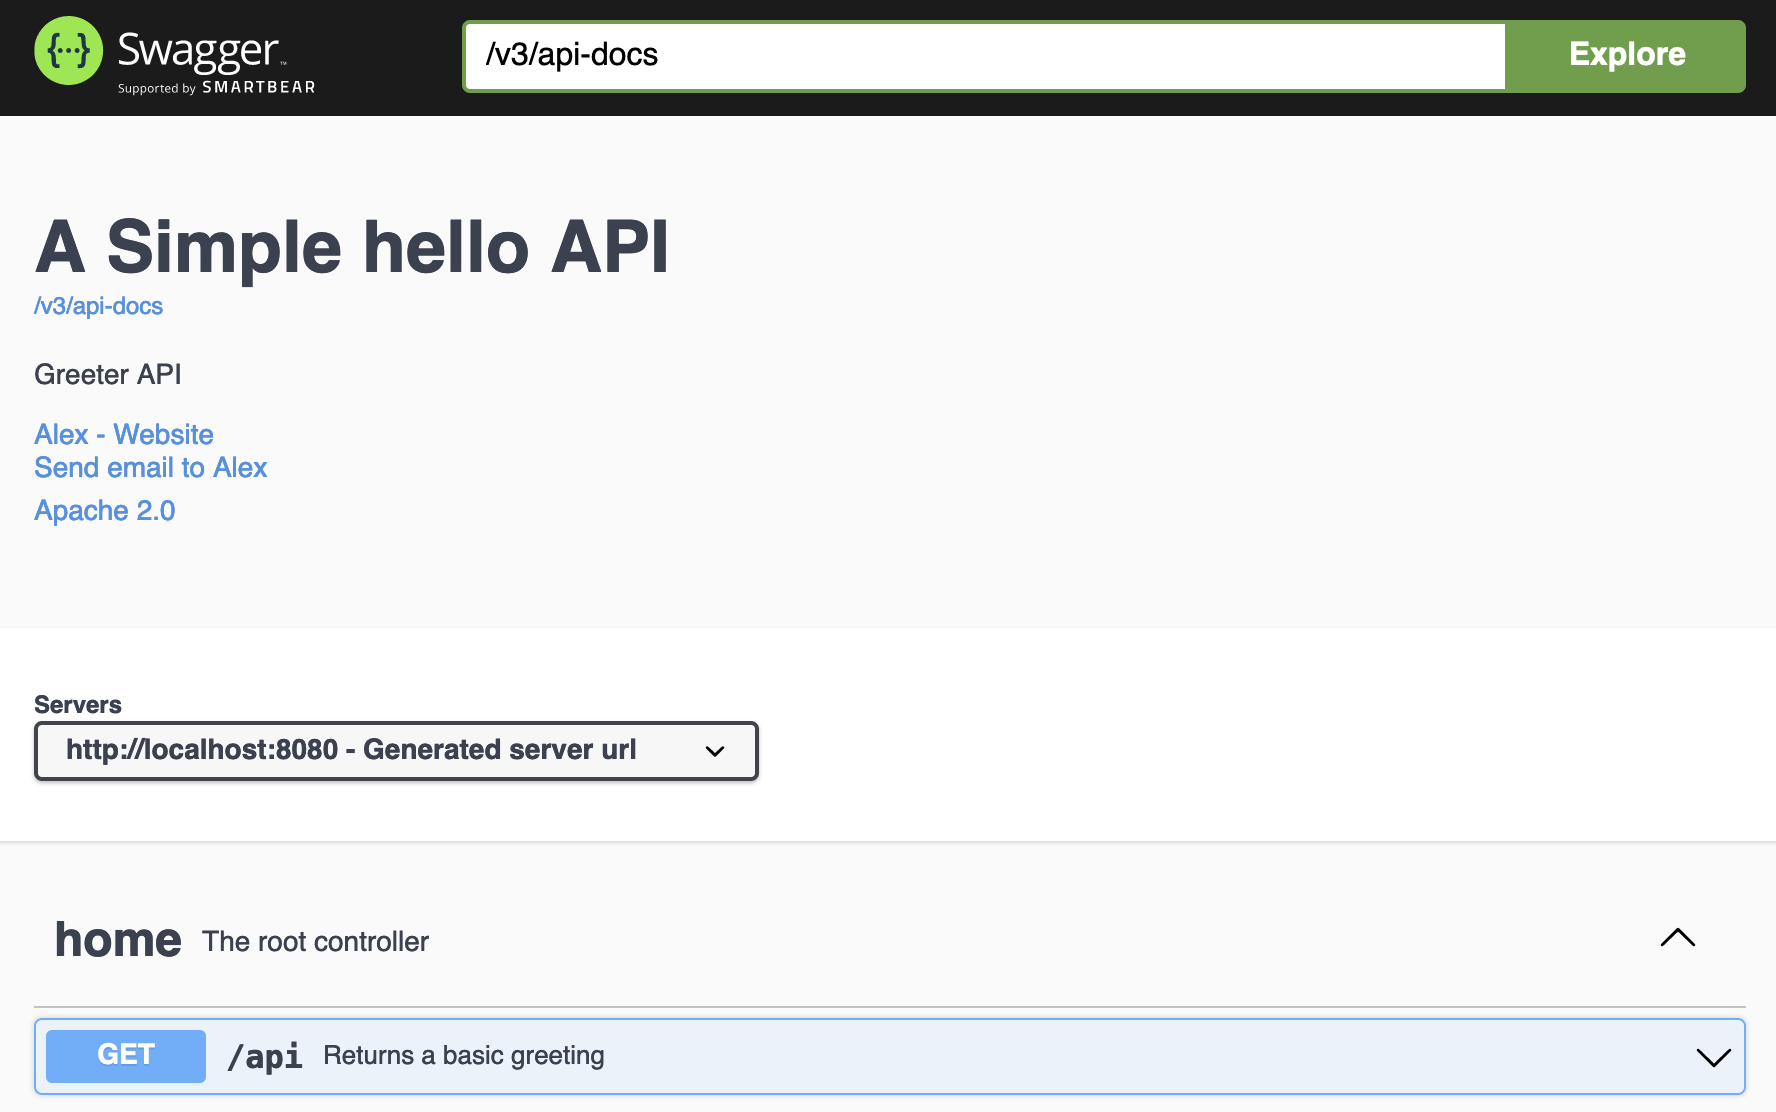 {···} Swagger™
Supported by SMARTBEAR
/v3/api-docs
Explore
A Simple hello API
/v3/api-docs
Greeter API
Alex - Website
Send email to Alex
Apache 2.0
Servers
http://localhost:8080 - Generated server url
home The root controller
GET /api Returns a basic greeting